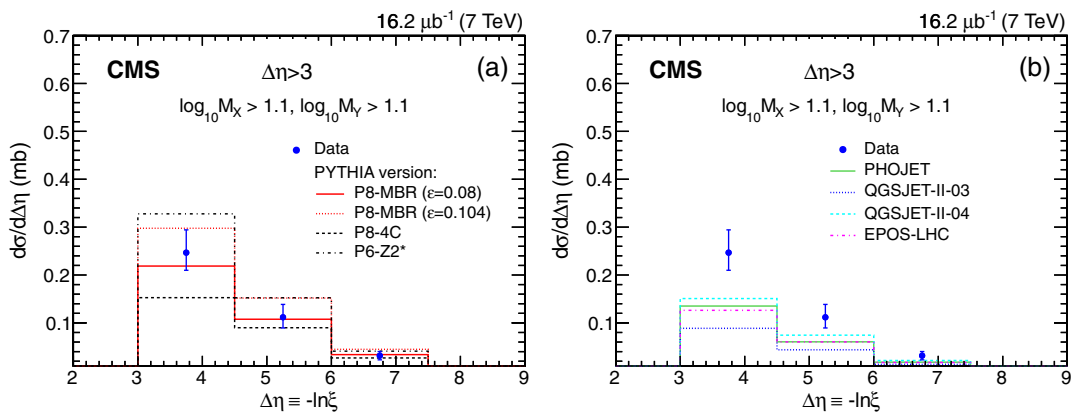 16.2 μb⁻¹ (7 TeV)
CMS
Δη>3
(a)
log₁₀M_X > 1.1, log₁₀M_Y > 1.1
Data
PYTHIA version:
P8-MBR (ε=0.08)
P8-MBR (ε=0.104)
P8-4C
P6-Z2*
dσ/dΔη (mb)
0.7
0.6
0.5
0.4
0.3
0.2
0.1
2 3 4 5 6 7 8 9
Δη ≡ -lnξ
16.2 μb⁻¹ (7 TeV)
CMS
Δη>3
(b)
log₁₀M_X > 1.1, log₁₀M_Y > 1.1
Data
PHOJET
QGSJET-II-03
QGSJET-II-04
EPOS-LHC
dσ/dΔη (mb)
0.7
0.6
0.5
0.4
0.3
0.2
0.1
2 3 4 5 6 7 8 9
Δη ≡ -lnξ